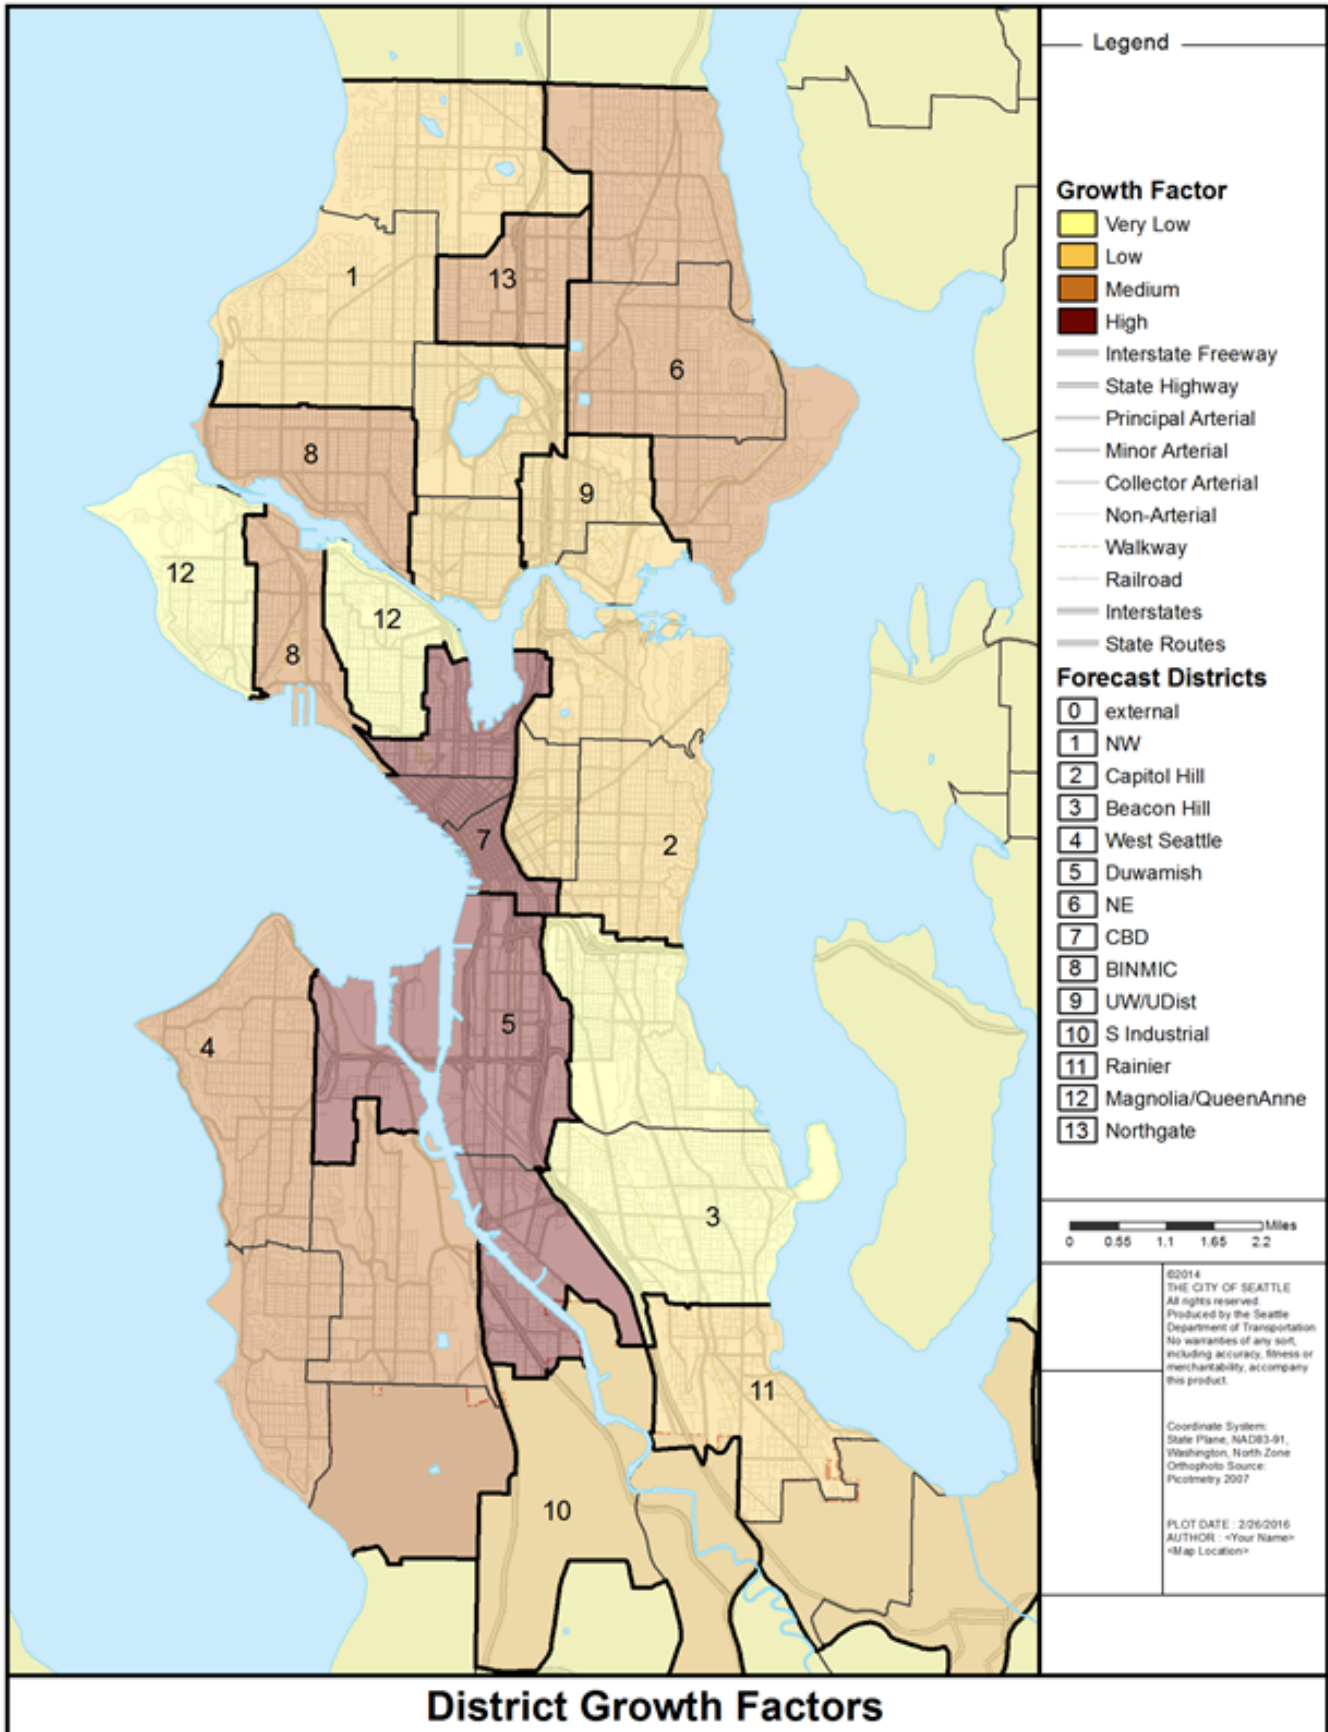 Legend
Growth Factor
Very Low
Low
Medium
High
Interstate Freeway
State Highway
Principal Arterial
Minor Arterial
Collector Arterial
Non-Arterial
Walkway
Railroad
Interstates
State Routes
Forecast Districts
0 external
1 NW
2 Capitol Hill
3 Beacon Hill
4 West Seattle
5 Duwamish
6 NE
7 CBD
8 BINMIC
9 UW/UDist
10 S Industrial
11 Rainier
12 Magnolia/QueenAnne
13 Northgate
Miles
0 0.55 1.1 1.65 2.2
©2014
THE CITY OF SEATTLE
All rights reserved.
Produced by the Seattle
Department of Transportation
No warranties of any sort,
including accuracy, fitness or
merchantability, accompany
this product.
Coordinate System:
State Plane, NAD83-91,
Washington, North Zone
Orthophoto Source:
Pictometry 2007
PLOT DATE : 2/26/2016
AUTHOR : <Your Name>
<Map Location>
1
13
6
8
9
12
12
8
7
2
5
4
3
11
10
District Growth Factors